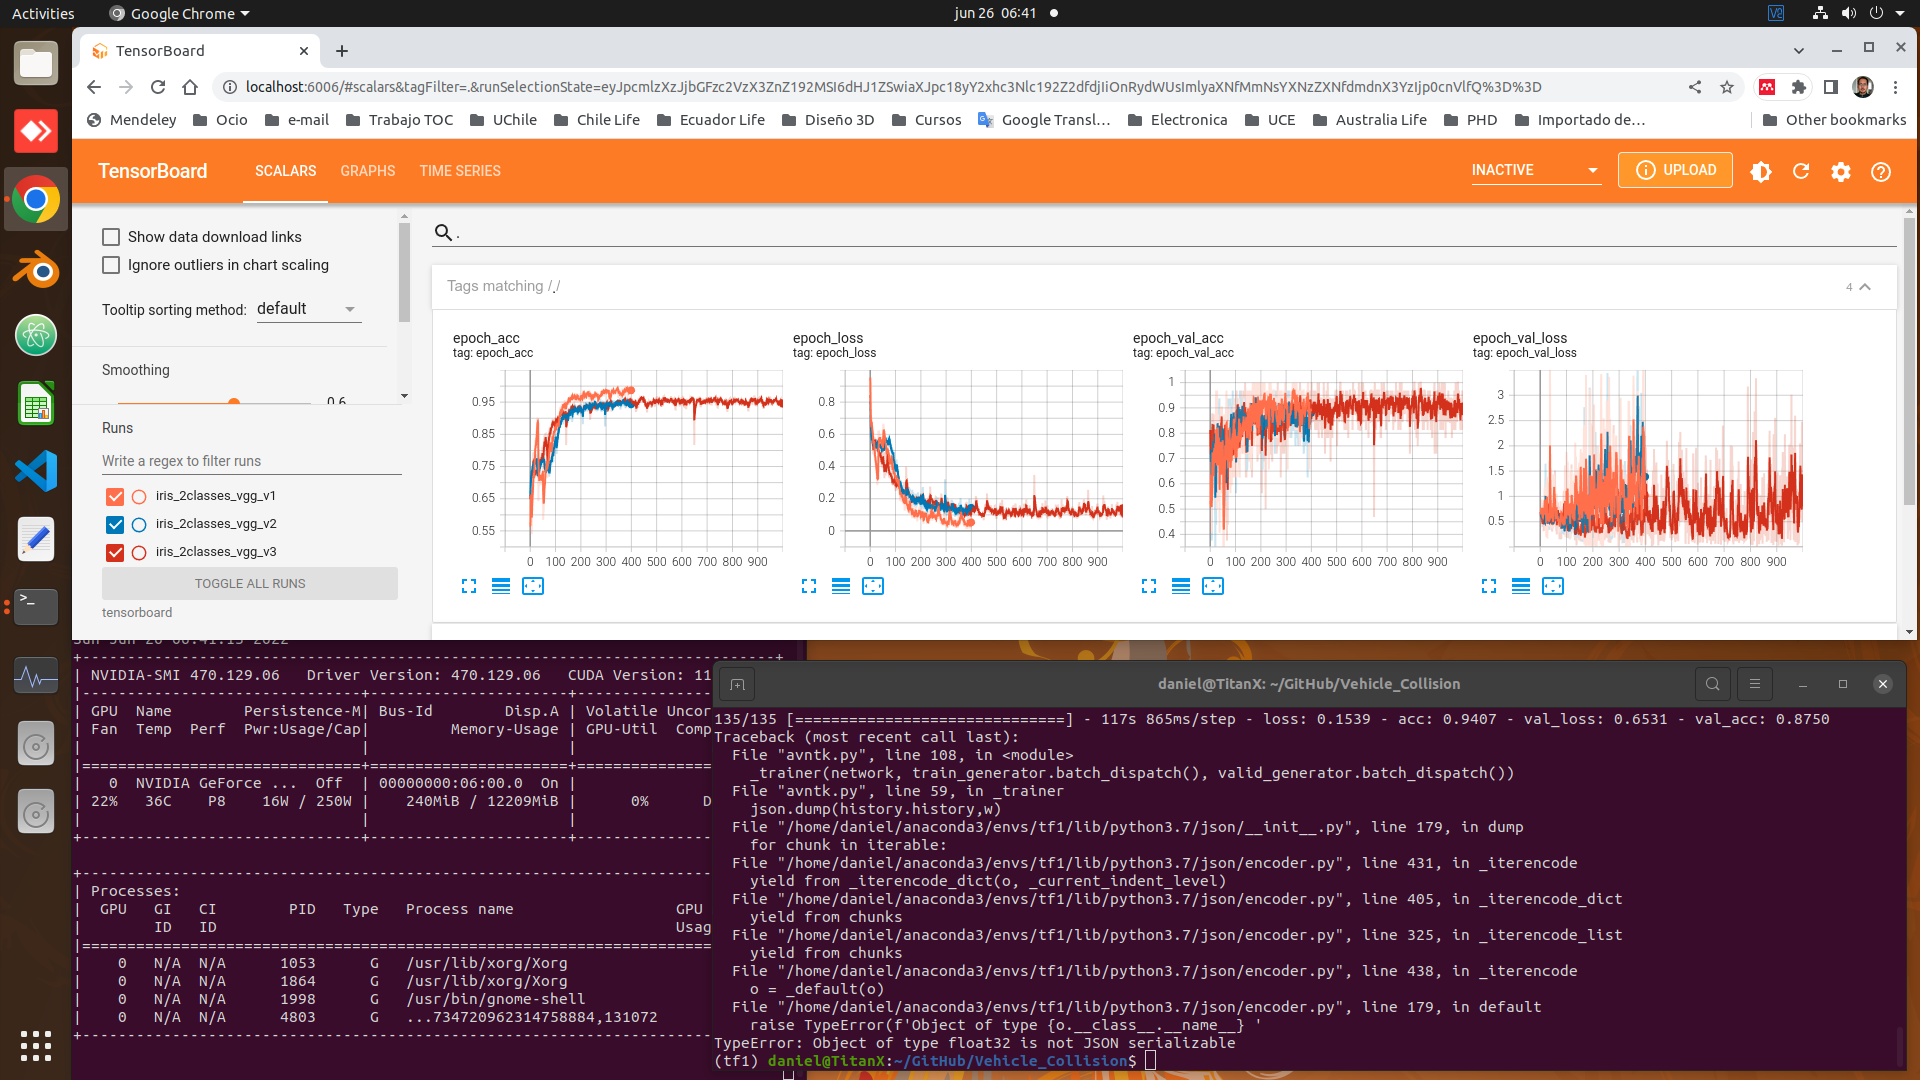 Activities
Google Chrome
jun 26 06:41
TensorBoard
localhost:6006/#scalars&tagFilter=.&runSelectionState=eyJpcmlzXzJjbGFzc2VzX3ZnZ192MSI6dHJ1ZSwiaXJpc18yY2xhc3Nlc192Z2dfdjIiOnRydWUsImlyaXNfMmNsYXNzZXNfdmdnX3YzIjp0cnVlfQ%3D%3D
Mendeley Ocio e-mail Trabajo TOC UChile Chile Life Ecuador Life Diseño 3D Cursos Google Transl... Electronica UCE Australia Life PHD Importado de... Other bookmarks
TensorBoard SCALARS GRAPHS TIME SERIES INACTIVE UPLOAD
Show data download links
Ignore outliers in chart scaling
Tooltip sorting method: default
Smoothing
0.6
Runs
Write a regex to filter runs
iris_2classes_vgg_v1
iris_2classes_vgg_v2
iris_2classes_vgg_v3
TOGGLE ALL RUNS
tensorboard
.
Tags matching /./
4
epoch_acc
tag: epoch_acc
0.95
0.85
0.75
0.65
0.55
0 100 200 300 400 500 600 700 800 900
epoch_loss
tag: epoch_loss
0.8
0.6
0.4
0.2
0
0 100 200 300 400 500 600 700 800 900
epoch_val_acc
tag: epoch_val_acc
1
0.9
0.8
0.7
0.6
0.5
0.4
0 100 200 300 400 500 600 700 800 900
epoch_val_loss
tag: epoch_val_loss
3
2.5
2
1.5
1
0.5
0 100 200 300 400 500 600 700 800 900
Sun Jun 26 06:41:15 2022
+------------------------------------------------------------------------------+
| NVIDIA-SMI 470.129.06 Driver Version: 470.129.06 CUDA Version: 11
|-------------------------------+----------------------+
| GPU Name Persistence-M| Bus-Id Disp.A | Volatile Uncor
| Fan Temp Perf Pwr:Usage/Cap| Memory-Usage | GPU-Util Comp
| | |
|===============================+======================+===============
| 0 NVIDIA GeForce ... Off | 00000000:06:00.0 On |
| 22% 36C P8 16W / 250W | 240MiB / 12209MiB | 0% D
| | |
+-------------------------------+----------------------+---------------
+----------------------------------------------------------------------
| Processes:
| GPU GI CI PID Type Process name GPU
| ID ID Usag
|======================================================================
| 0 N/A N/A 1053 G /usr/lib/xorg/Xorg
| 0 N/A N/A 1864 G /usr/lib/xorg/Xorg
| 0 N/A N/A 1998 G /usr/bin/gnome-shell
| 0 N/A N/A 4803 G ...734720962314758884,131072
+----------------------------------------------------------------------
daniel@TitanX: ~/GitHub/Vehicle_Collision
135/135 [==============================] - 117s 865ms/step - loss: 0.1539 - acc: 0.9407 - val_loss: 0.6531 - val_acc: 0.8750
Traceback (most recent call last):
File "avntk.py", line 108, in <module>
_trainer(network, train_generator.batch_dispatch(), valid_generator.batch_dispatch())
File "avntk.py", line 59, in _trainer
json.dump(history.history,w)
File "/home/daniel/anaconda3/envs/tf1/lib/python3.7/json/__init__.py", line 179, in dump
for chunk in iterable:
File "/home/daniel/anaconda3/envs/tf1/lib/python3.7/json/encoder.py", line 431, in _iterencode
yield from _iterencode_dict(o, _current_indent_level)
File "/home/daniel/anaconda3/envs/tf1/lib/python3.7/json/encoder.py", line 405, in _iterencode_dict
yield from chunks
File "/home/daniel/anaconda3/envs/tf1/lib/python3.7/json/encoder.py", line 325, in _iterencode_list
yield from chunks
File "/home/daniel/anaconda3/envs/tf1/lib/python3.7/json/encoder.py", line 438, in _iterencode
o = _default(o)
File "/home/daniel/anaconda3/envs/tf1/lib/python3.7/json/encoder.py", line 179, in default
raise TypeError(f'Object of type {o.__class__.__name__} '
TypeError: Object of type float32 is not JSON serializable
(tf1) daniel@TitanX:~/GitHub/Vehicle_Collision$